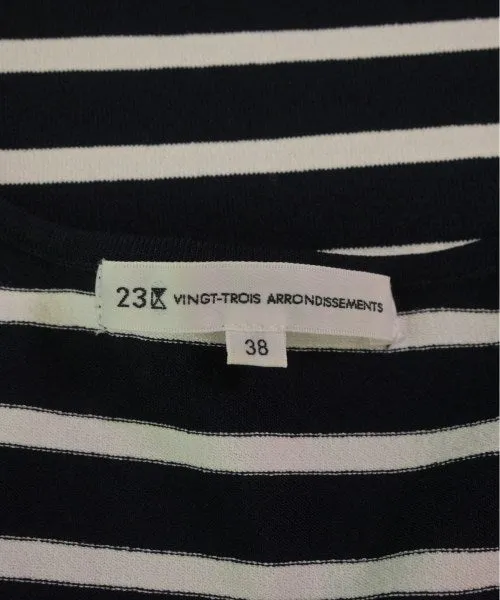 23区 VINGT-TROIS ARRONDISSEMENTS
38